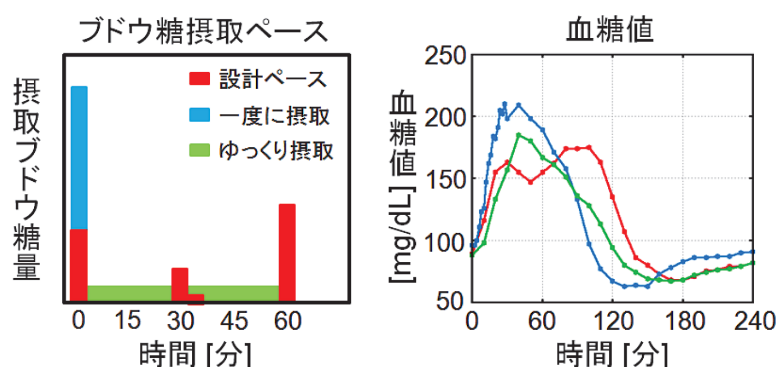 ブドウ糖摂取ペース
摂取ブドウ糖量
設計ペース
一度に摂取
ゆっくり摂取
0 15 30 45 60
時間 [分]
血糖値
血糖値 [mg/dL]
250
200
150
100
50
0 60 120 180 240
時間 [分]